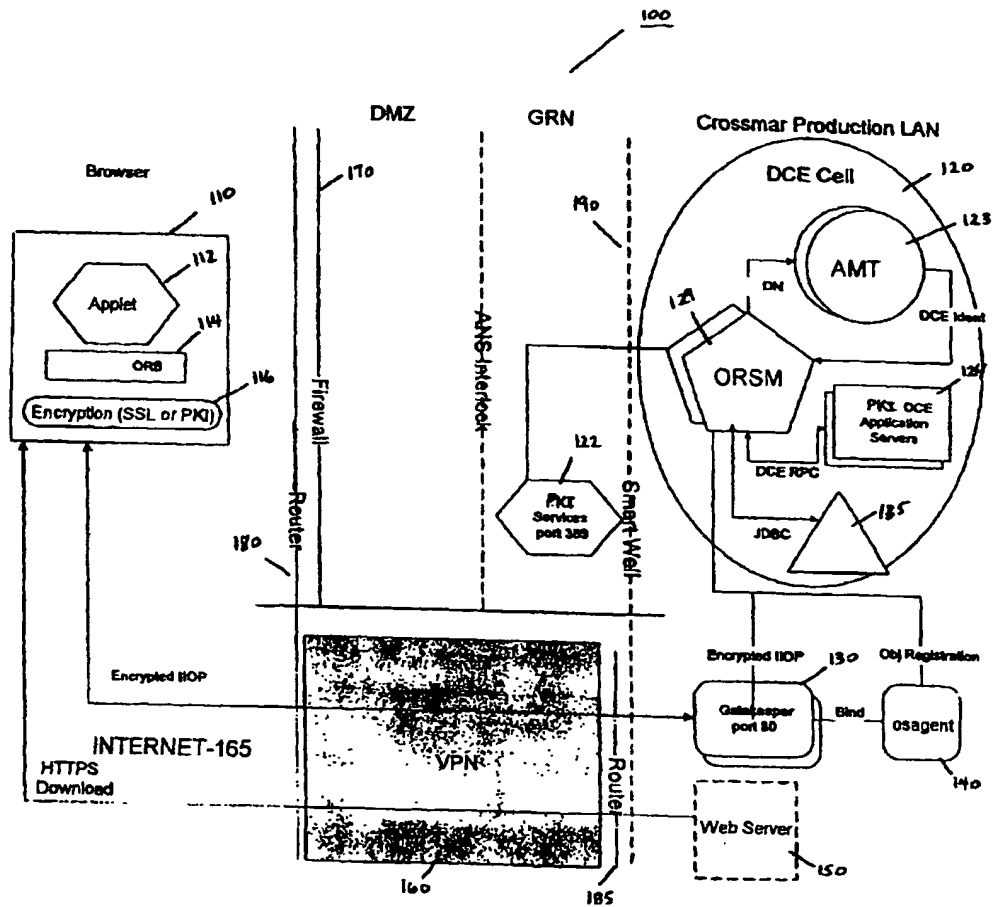 100
DMZ
GRN
Crossmar Production LAN
Browser
170
DCE Cell
120
110
190
123
112
Applet
AMT
129
DN
114
ORB
DCE Ident
ANS Interlock
116
ORSM
Encryption (SSL or PKI)
Firewall
PKI DCE
Application
Servers
122
DCE RPC
PKI
Services
port 389
Router
Smart Wall
135
180
JDBC
Encrypted IIOP
Obj Registration
130
Encrypted IIOP
Gatekeeper
port 80
Bind
osagent
INTERNET-165
VPN
Router
HTTPS
Download
140
Web Server
160
185
150